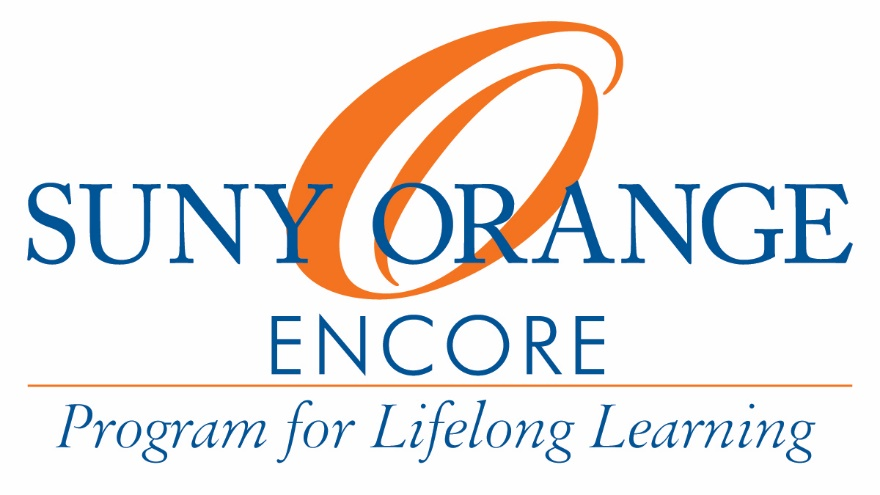 SUNY ORANGE
ENCORE
Program for Lifelong Learning